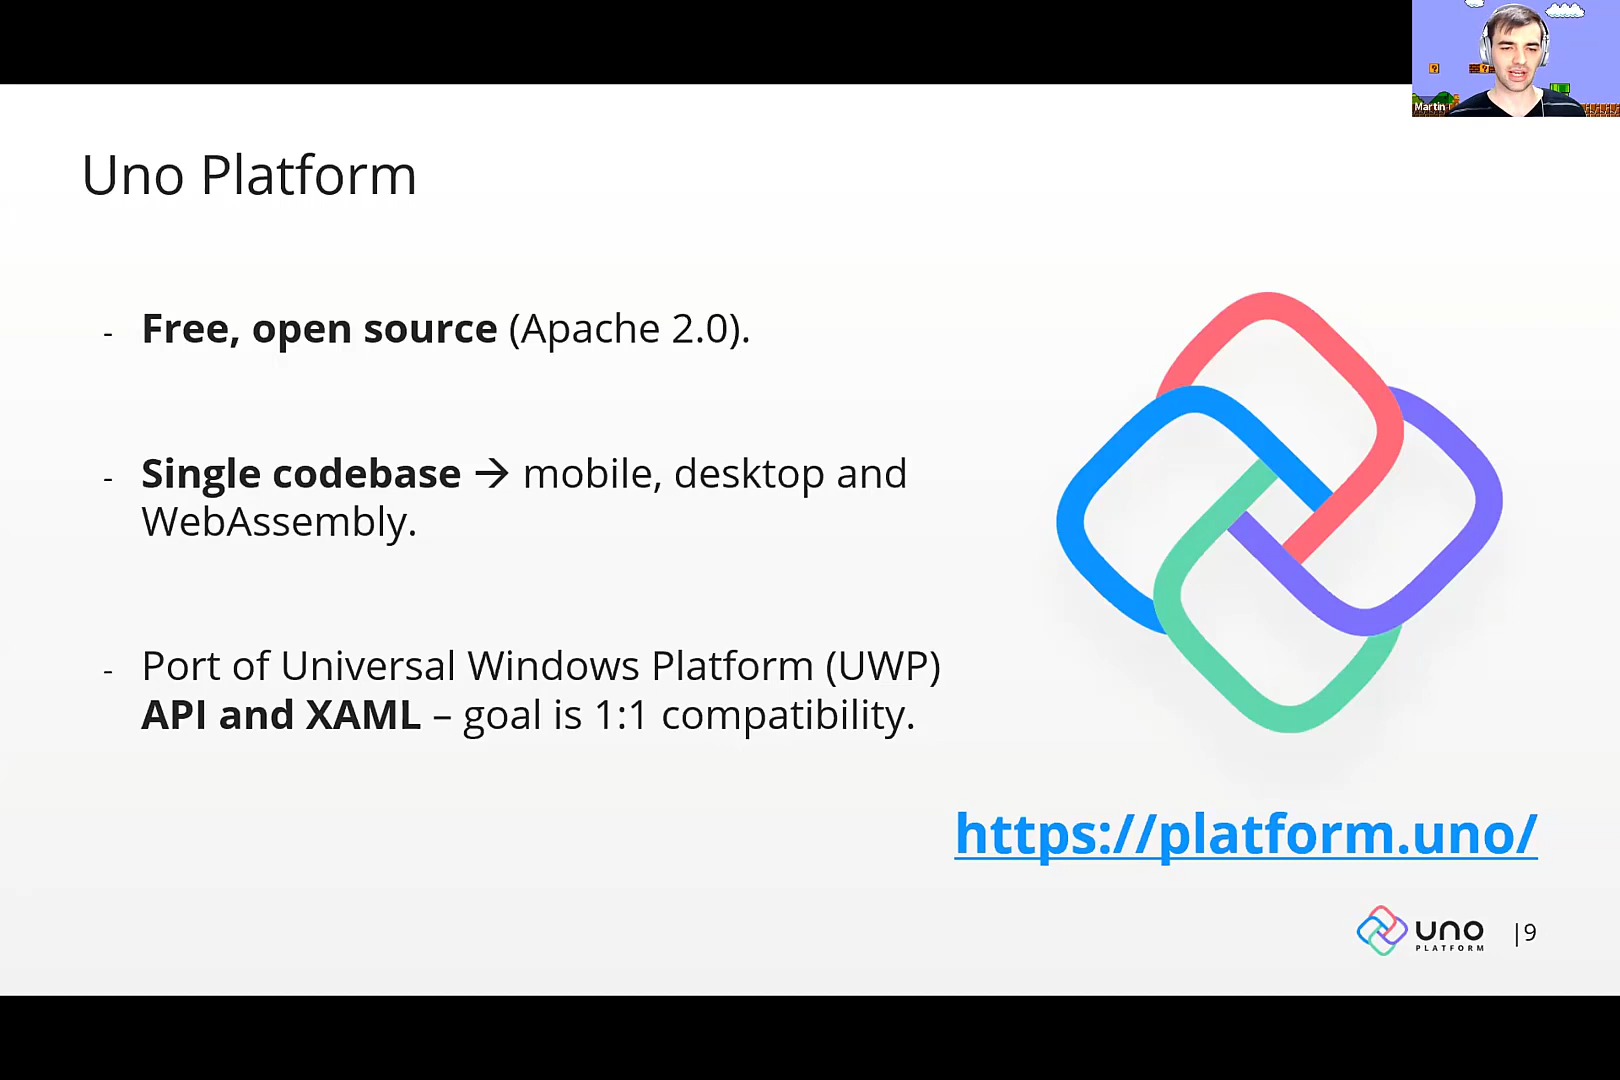 Martin
Uno Platform
- Free, open source (Apache 2.0).
- Single codebase → mobile, desktop and
WebAssembly.
- Port of Universal Windows Platform (UWP)
API and XAML – goal is 1:1 compatibility.
https://platform.uno/
uno
PLATFORM
|9